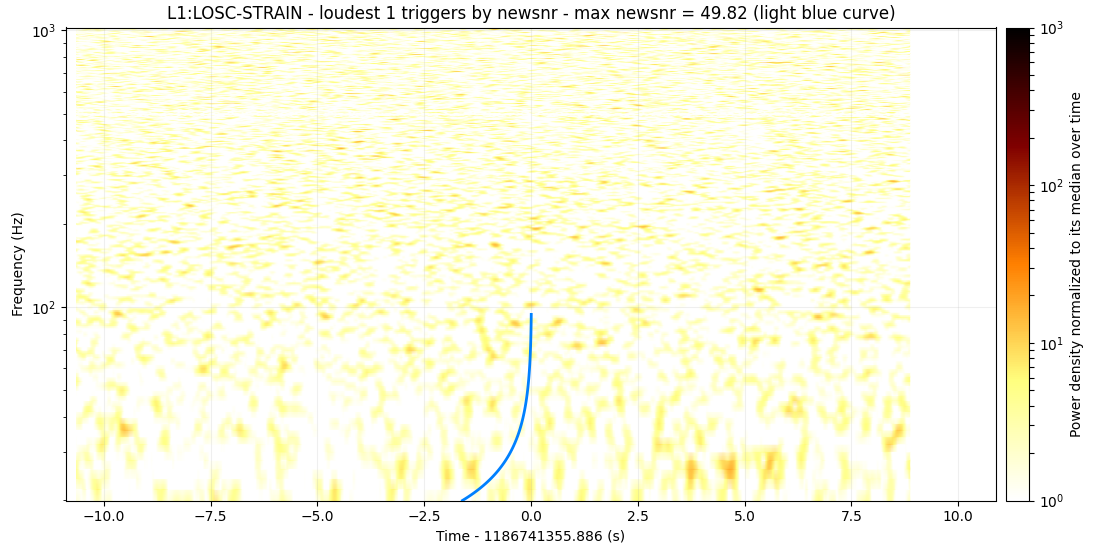 L1:LOSC-STRAIN - loudest 1 triggers by newsnr - max newsnr = 49.82 (light blue curve)
10³
10²
Frequency (Hz)
−10.0 −7.5 −5.0 −2.5 0.0 2.5 5.0 7.5 10.0
Time - 1186741355.886 (s)
10³
10²
10¹
10⁰
Power density normalized to its median over time